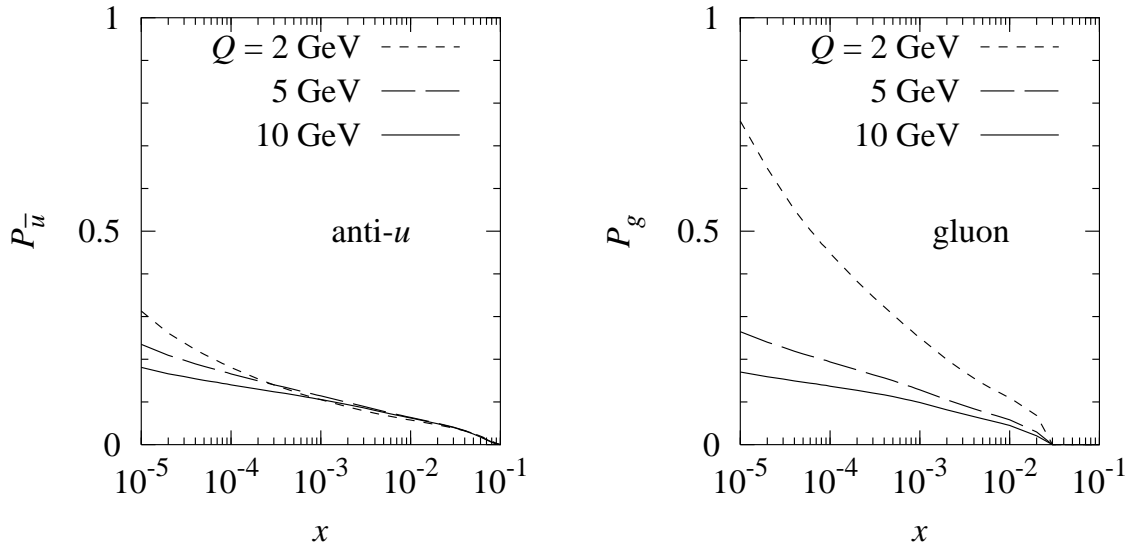 1
Q = 2 GeV
5 GeV
10 GeV
0.5
P_ū
anti-u
0
10⁻⁵ 10⁻⁴ 10⁻³ 10⁻² 10⁻¹
x
1
Q = 2 GeV
5 GeV
10 GeV
0.5
P_g
gluon
0
10⁻⁵ 10⁻⁴ 10⁻³ 10⁻² 10⁻¹
x